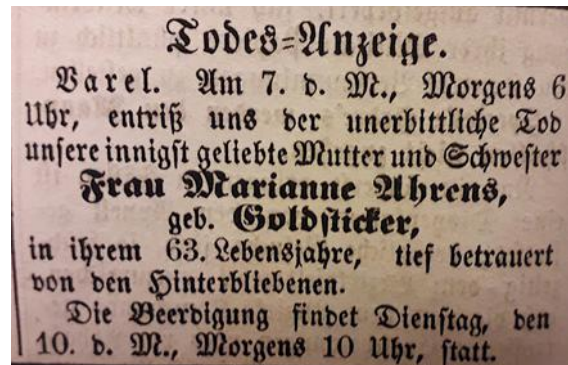 Todes-Anzeige.
Varel. Am 7. d. M., Morgens 6
Uhr, entriß uns der unerbittliche Tod
unsere innigst geliebte Mutter und Schwester
Frau Marianne Ahrens,
geb. Goldsticker,
in ihrem 63. Lebensjahre, tief betrauert
von den Hinterbliebenen.
Die Beerdigung findet Dienstag, den
10. d. M., Morgens 10 Uhr, statt.